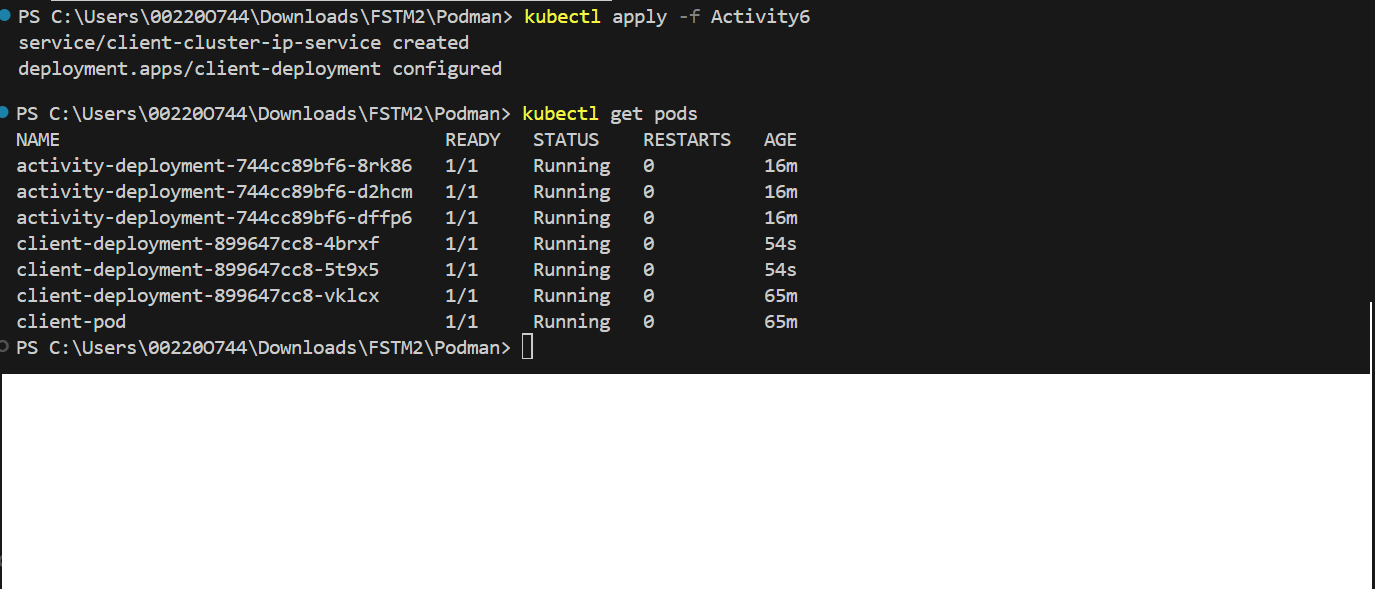 PS C:\Users\00220O744\Downloads\FSTM2\Podman> kubectl apply -f Activity6
service/client-cluster-ip-service created
deployment.apps/client-deployment configured
PS C:\Users\00220O744\Downloads\FSTM2\Podman> kubectl get pods
NAME READY STATUS RESTARTS AGE
activity-deployment-744cc89bf6-8rk86 1/1 Running 0 16m
activity-deployment-744cc89bf6-d2hcm 1/1 Running 0 16m
activity-deployment-744cc89bf6-dffp6 1/1 Running 0 16m
client-deployment-899647cc8-4brxf 1/1 Running 0 54s
client-deployment-899647cc8-5t9x5 1/1 Running 0 54s
client-deployment-899647cc8-vklcx 1/1 Running 0 65m
client-pod 1/1 Running 0 65m
PS C:\Users\00220O744\Downloads\FSTM2\Podman>